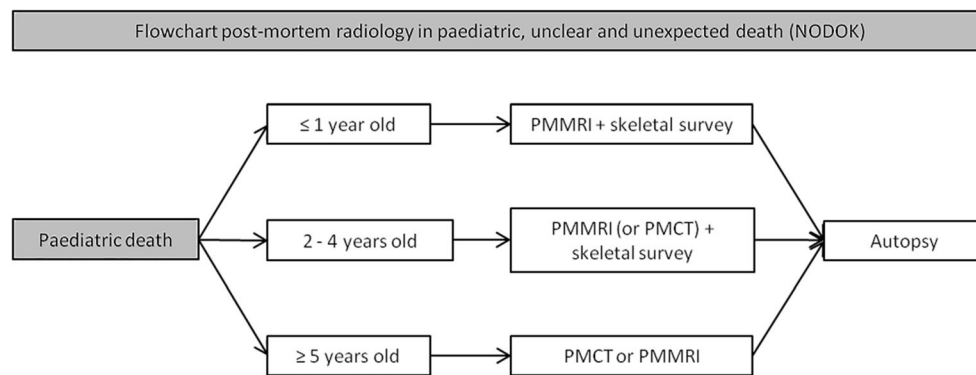 Flowchart post-mortem radiology in paediatric, unclear and unexpected death (NODOK)
≤ 1 year old
PMMRI + skeletal survey
Paediatric death
2 - 4 years old
PMMRI (or PMCT) +
skeletal survey
Autopsy
≥ 5 years old
PMCT or PMMRI